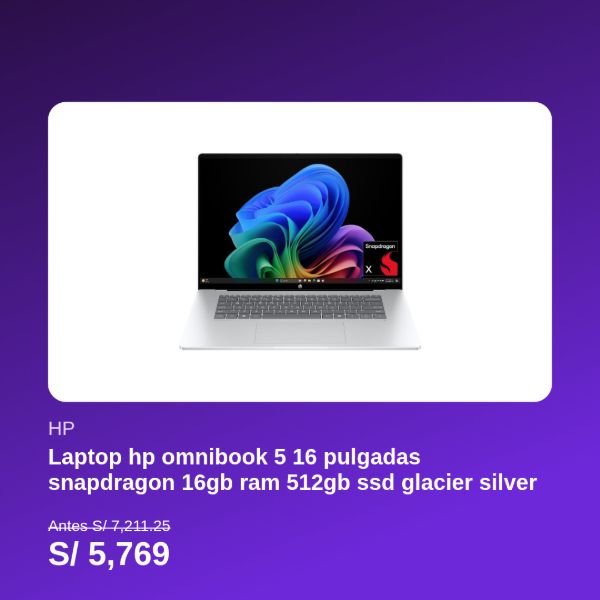 Snapdragon
X
HP
Laptop hp omnibook 5 16 pulgadas
snapdragon 16gb ram 512gb ssd glacier silver
Antes S/ 7,211.25
S/ 5,769